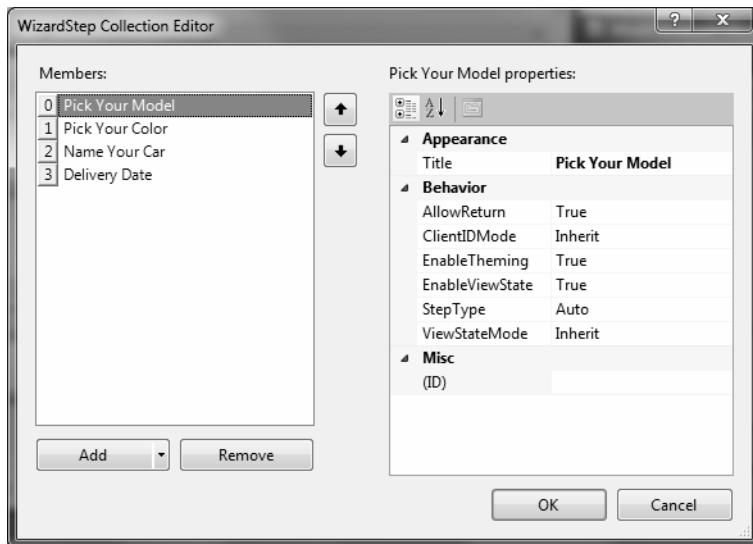 WizardStep Collection Editor
?
X
Members:
0 Pick Your Model
1 Pick Your Color
2 Name Your Car
3 Delivery Date
Add
Remove
Pick Your Model properties:
A
Z
Appearance
Title Pick Your Model
Behavior
AllowReturn True
ClientIDMode Inherit
EnableTheming True
EnableViewState True
StepType Auto
ViewStateMode Inherit
Misc
(ID)
OK
Cancel